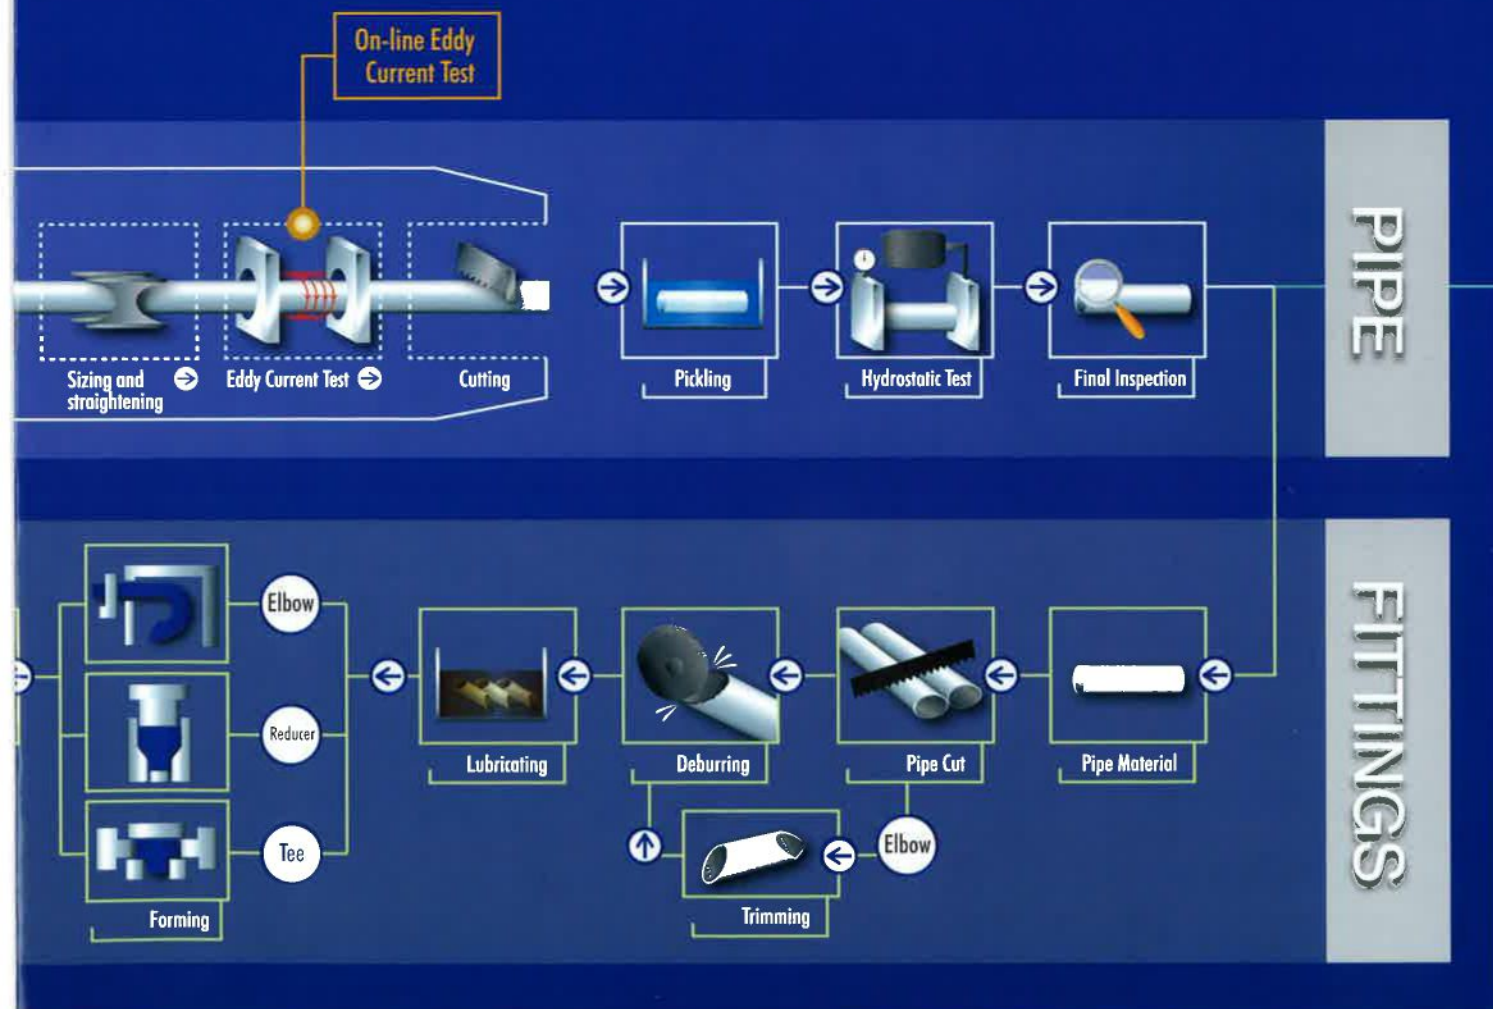 On-line Eddy
Current Test
PIPE
Sizing and
straightening
Eddy Current Test
Cutting
Pickling
Hydrostatic Test
Final Inspection
FITTINGS
Elbow
Reducer
Tee
Forming
Lubricating
Deburring
Pipe Cut
Pipe Material
Elbow
Trimming